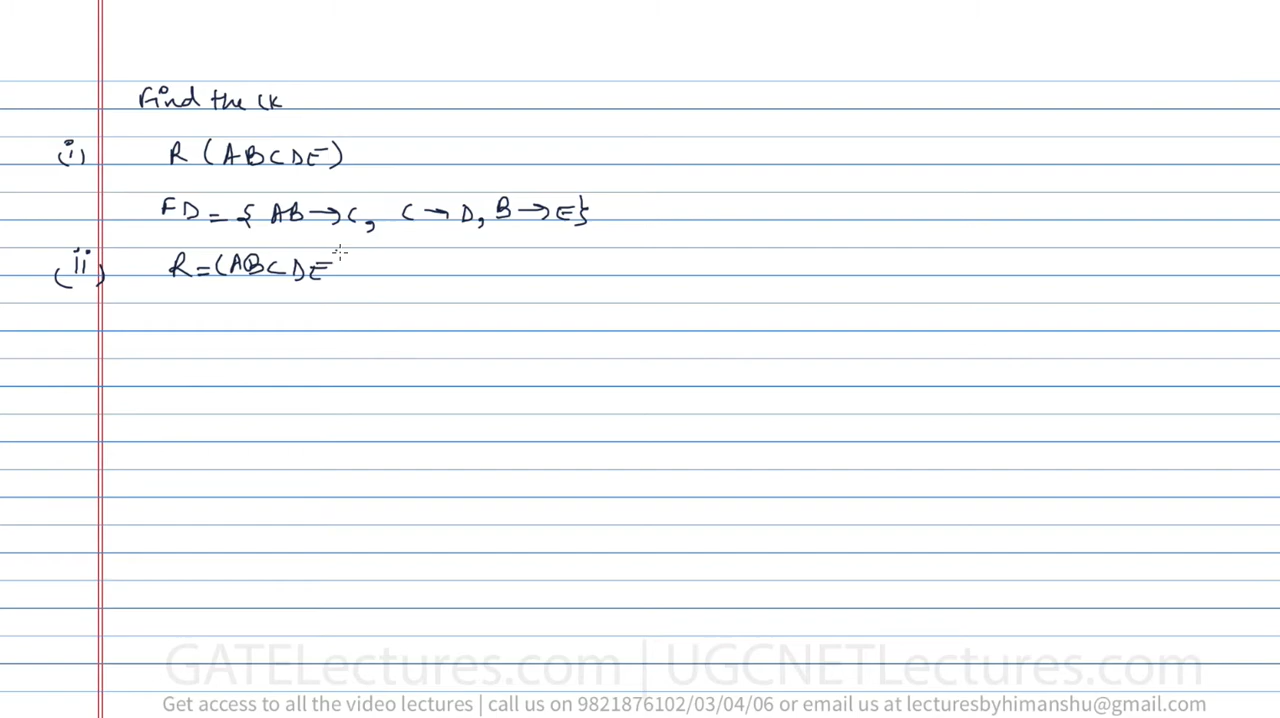 Find the CK
(i) R (ABCDE)
FD = { AB → C, C → D, B → E}
(ii) R = (ABCDE
GATELectures.com | UGCNETLectures.com
Get access to all the video lectures | call us on 9821876102/03/04/06 or email us at lecturesbyhimanshu@gmail.com